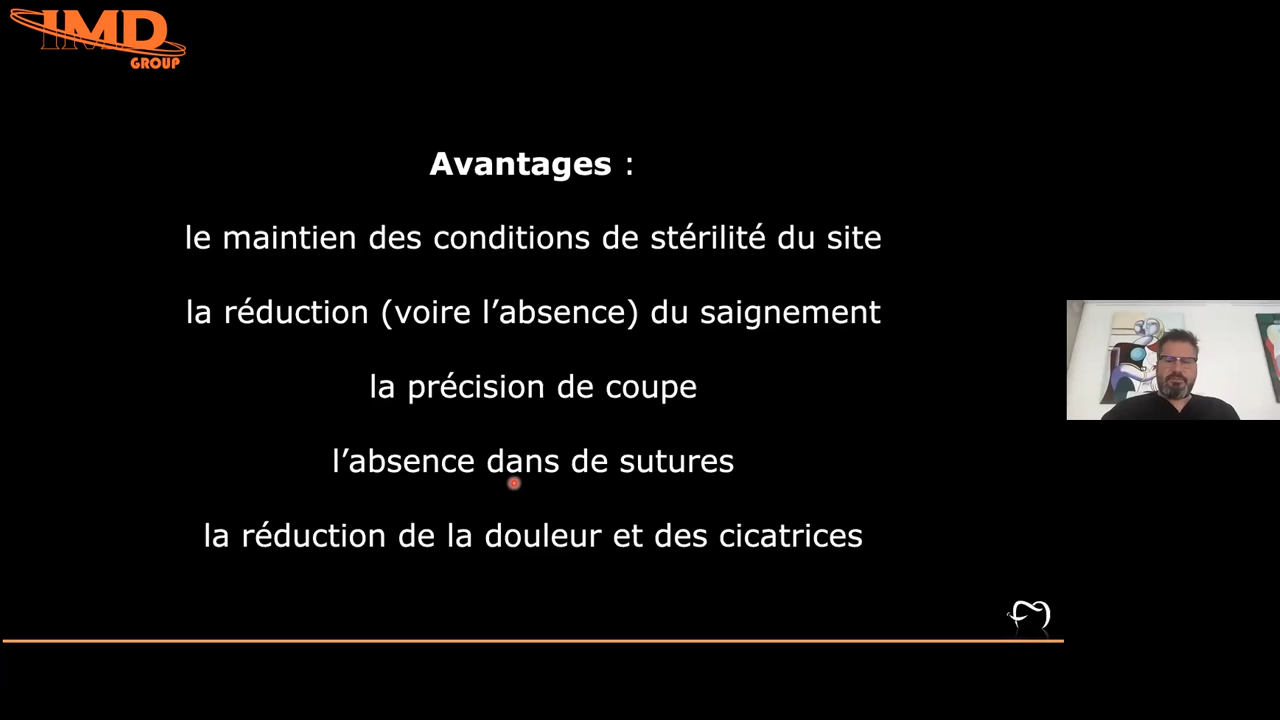 IMD
GROUP
Avantages :
le maintien des conditions de stérilité du site
la réduction (voire l’absence) du saignement
la précision de coupe
l’absence dans de sutures
la réduction de la douleur et des cicatrices